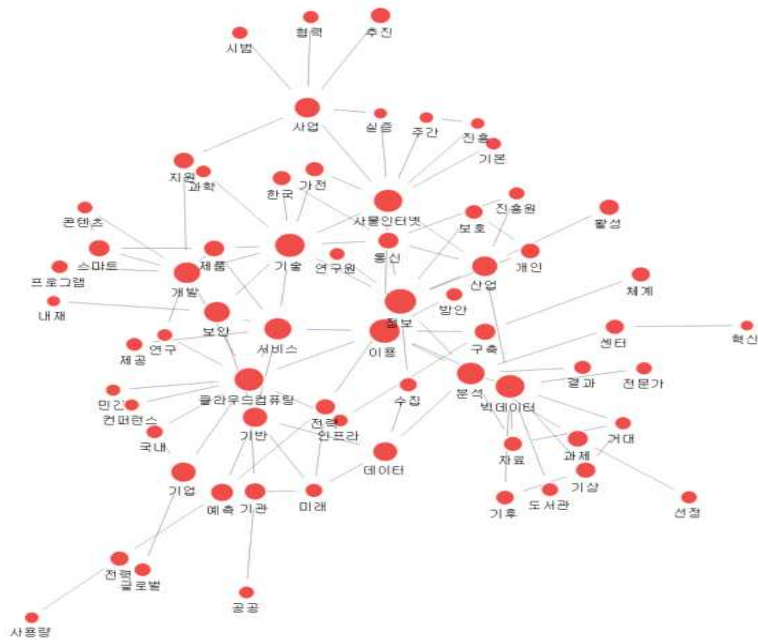 시범
협력
추진
사업
실증
주간
진흥
기본
지원
과학
한국
가전
사물인터넷
콘텐츠
진흥원
보호
활성
스마트
제품
기술
연구원
통신
개인
프로그램
개발
산업
내재
보안
정보
방안
체계
제공
연구
서비스
이용
구축
센터
혁신
민간
컨퍼런스
클라우드컴퓨팅
수집
분석
빅데이터
결과
전문가
국내
기반
전력
인프라
데이터
자료
과제
거대
기업
예측
기관
미래
기후
도서관
기상
선정
전력
글로벌
공공
사용량